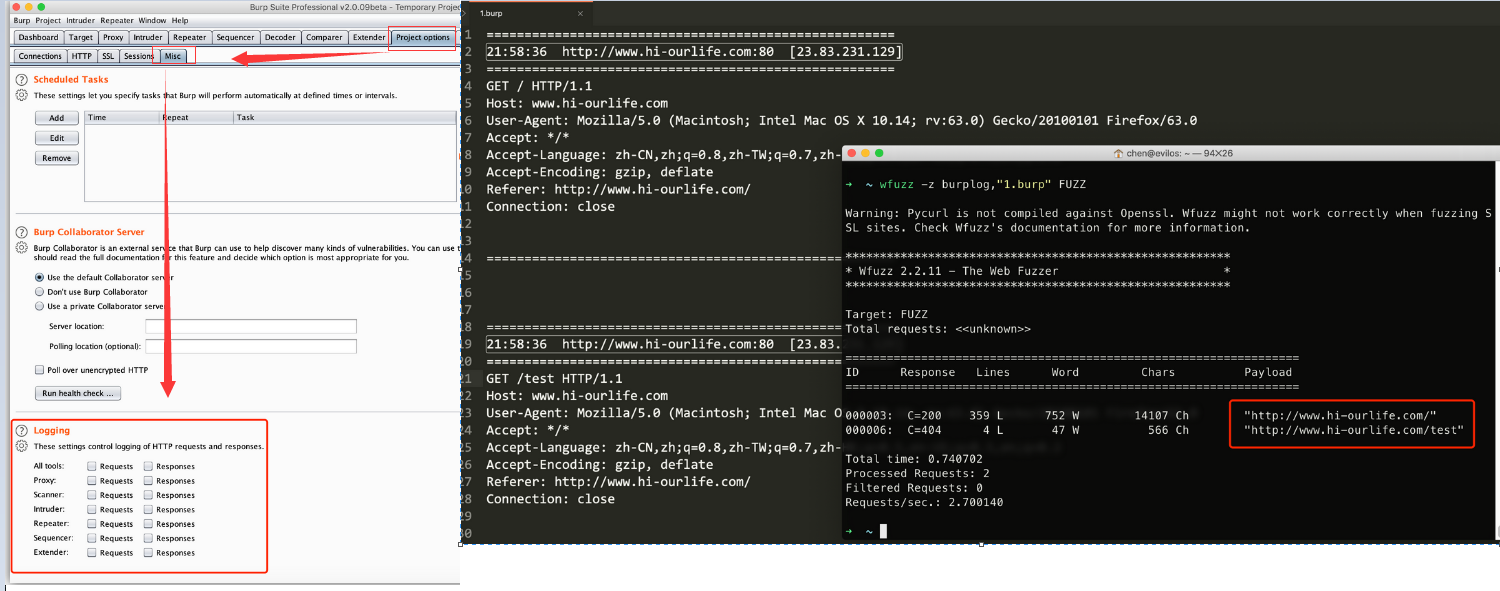 Burp Suite Professional v2.0.09beta - Temporary Proje
Burp Project Intruder Repeater Window Help
Dashboard Target Proxy Intruder Repeater Sequencer Decoder Comparer Extender Project options
Connections HTTP SSL Sessions Misc
Scheduled Tasks
These settings let you specify tasks that Burp will perform automatically at defined times or intervals.
Add
Edit
Remove
Time Repeat Task
Burp Collaborator Server
Burp Collaborator is an external service that Burp can use to help discover many kinds of vulnerabilities. You can use t
should read the full documentation for this feature and decide which option is most appropriate for you.
Use the default Collaborator server
Don't use Burp Collaborator
Use a private Collaborator server
Server location:
Polling location (optional):
Poll over unencrypted HTTP
Run health check ...
Logging
These settings control logging of HTTP requests and responses.
All tools: Requests Responses
Proxy: Requests Responses
Scanner: Requests Responses
Intruder: Requests Responses
Repeater: Requests Responses
Sequencer: Requests Responses
Extender: Requests Responses
1.burp ×
1 ======================================================
2 21:58:36 http://www.hi-ourlife.com:80 [23.83.231.129]
3 ======================================================
4 GET / HTTP/1.1
5 Host: www.hi-ourlife.com
6 User-Agent: Mozilla/5.0 (Macintosh; Intel Mac OS X 10.14; rv:63.0) Gecko/20100101 Firefox/63.0
7 Accept: */*
8 Accept-Language: zh-CN,zh;q=0.8,zh-TW;q=0.7,zh-
9 Accept-Encoding: gzip, deflate
10 Referer: http://www.hi-ourlife.com/
11 Connection: close
12
13
14 ===============================================
15
16
17
18 ===============================================
19 21:58:36 http://www.hi-ourlife.com:80 [23.83.
20 ===============================================
21 GET /test HTTP/1.1
22 Host: www.hi-ourlife.com
23 User-Agent: Mozilla/5.0 (Macintosh; Intel Mac O
24 Accept: */*
25 Accept-Language: zh-CN,zh;q=0.8,zh-TW;q=0.7,zh-
26 Accept-Encoding: gzip, deflate
27 Referer: http://www.hi-ourlife.com/
28 Connection: close
29
30
chen@evilos: ~ — 94×26
➜ ~ wfuzz -z burplog,"1.burp" FUZZ
Warning: Pycurl is not compiled against Openssl. Wfuzz might not work correctly when fuzzing S
SL sites. Check Wfuzz's documentation for more information.
********************************************************
* Wfuzz 2.2.11 - The Web Fuzzer *
********************************************************
Target: FUZZ
Total requests: <<unknown>>
==================================================================
ID Response Lines Word Chars Payload
==================================================================
000003: C=200 359 L 752 W 14107 Ch "http://www.hi-ourlife.com/"
000006: C=404 4 L 47 W 566 Ch "http://www.hi-ourlife.com/test"
Total time: 0.740702
Processed Requests: 2
Filtered Requests: 0
Requests/sec.: 2.700140
➜ ~